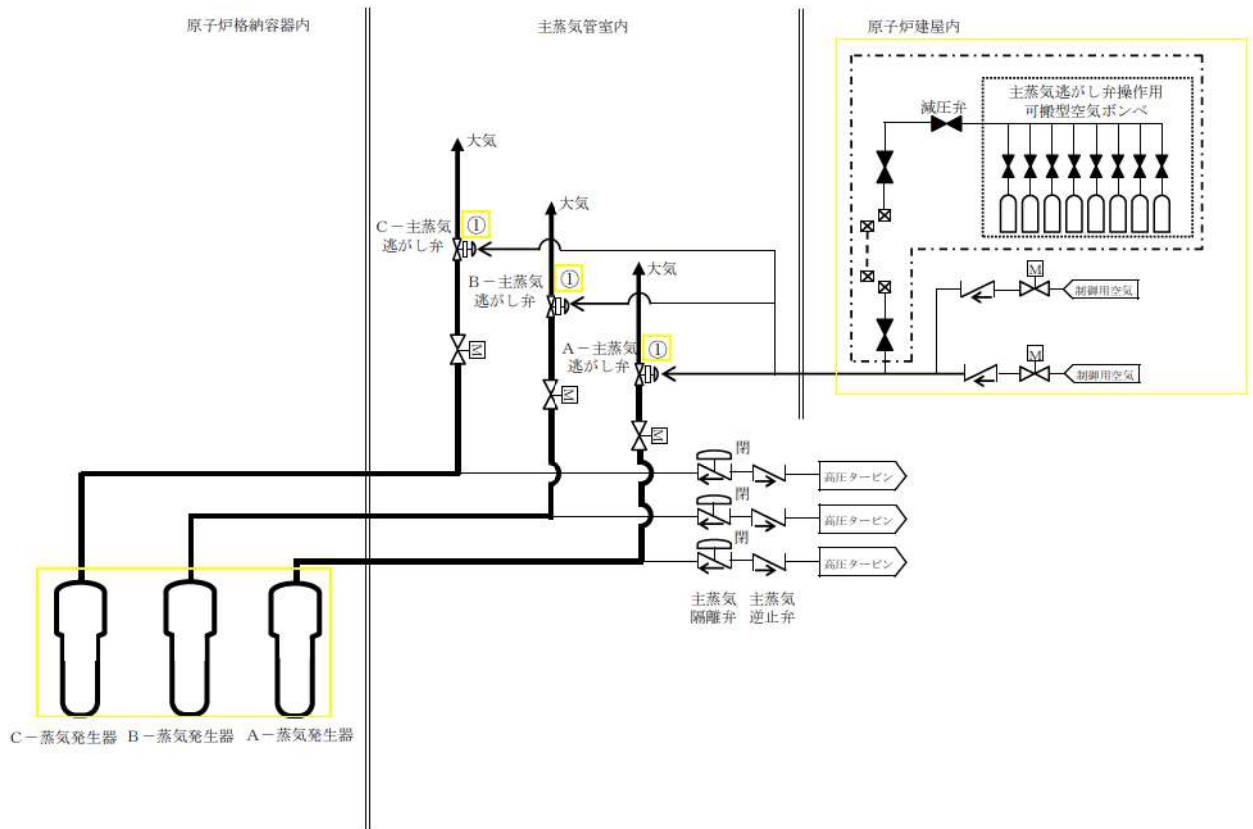 原子炉格納容器内
主蒸気管室内
原子炉建屋内
主蒸気逃がし弁操作用
可搬型空気ボンベ
減圧弁
大気
C－主蒸気
逃がし弁
①
大気
B－主蒸気
逃がし弁
①
大気
A－主蒸気
逃がし弁
①
M
制御用空気
M
制御用空気
M
M
M
閉
高圧タービン
閉
高圧タービン
閉
高圧タービン
主蒸気
隔離弁
主蒸気
逆止弁
C－蒸気発生器
B－蒸気発生器
A－蒸気発生器